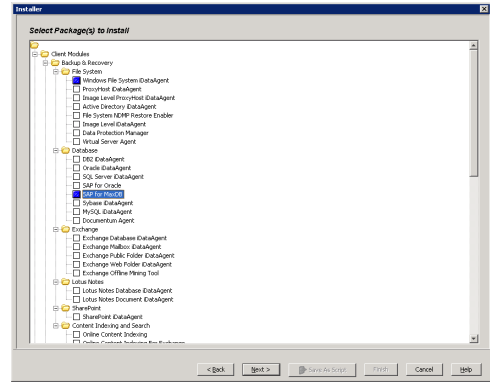 Installer
Select Package(s) to Install
Client Modules
Backup & Recovery
File System
Windows File System iDataAgent
ProxyHost iDataAgent
Image Level ProxyHost iDataAgent
Active Directory iDataAgent
File System NDMP Restore Enabler
Image Level iDataAgent
Data Protection Manager
Virtual Server Agent
Database
DB2 iDataAgent
Oracle iDataAgent
SQL Server iDataAgent
SAP for Oracle
SAP for MaxDB
Sybase iDataAgent
MySQL iDataAgent
Documentum Agent
Exchange
Exchange Database iDataAgent
Exchange Mailbox iDataAgent
Exchange Public Folder iDataAgent
Exchange Web Folder iDataAgent
Exchange Offline Mining Tool
Lotus Notes
Lotus Notes Database iDataAgent
Lotus Notes Document iDataAgent
SharePoint
SharePoint iDataAgent
Content Indexing and Search
Online Content Indexing
Online Content Indexing For Exchange
< Back Next > Save As Script Finish Cancel Help